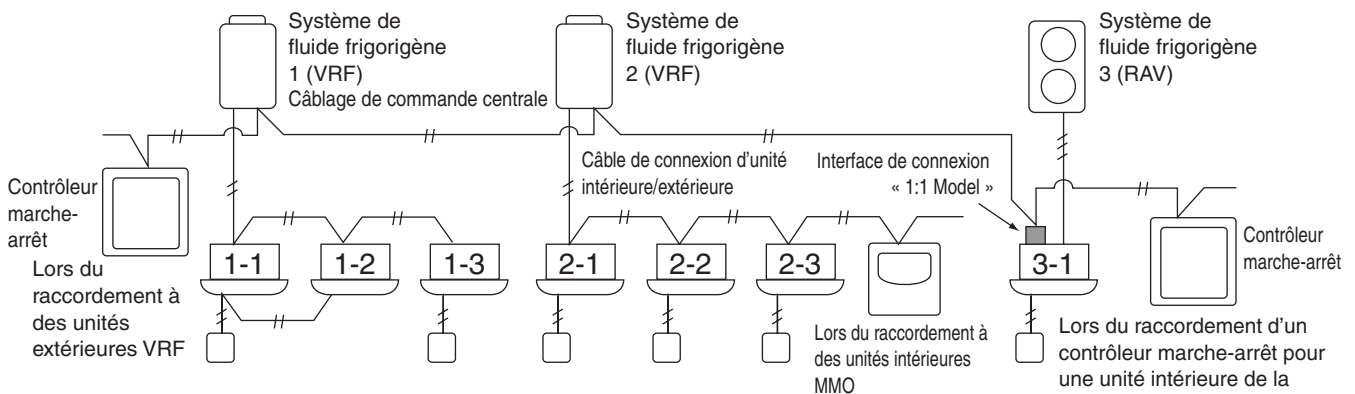 Système de
fluide frigorigène
1 (VRF)
Système de
fluide frigorigène
2 (VRF)
Système de
fluide frigorigène
3 (RAV)
Câblage de commande centrale
Câble de connexion d'unité
intérieure/extérieure
Interface de connexion
« 1:1 Model »
Contrôleur
marche-
arrêt
Lors du
raccordement à
des unités
extérieures VRF
1-1
1-2
1-3
2-1
2-2
2-3
3-1
Contrôleur
marche-arrêt
Lors du raccordement à
des unités intérieures
MMO
Lors du raccordement d'un
contrôleur marche-arrêt pour
une unité intérieure de la